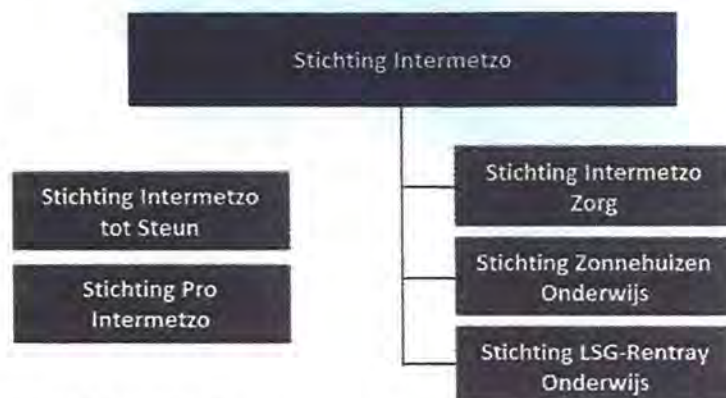 Stichting Intermetzo
Stichting Intermetzo
tot Steun
Stichting Pro
Intermetzo
Stichting Intermetzo
Zorg
Stichting Zonnehuizen
Onderwijs
Stichting LSG-Rentray
Onderwijs